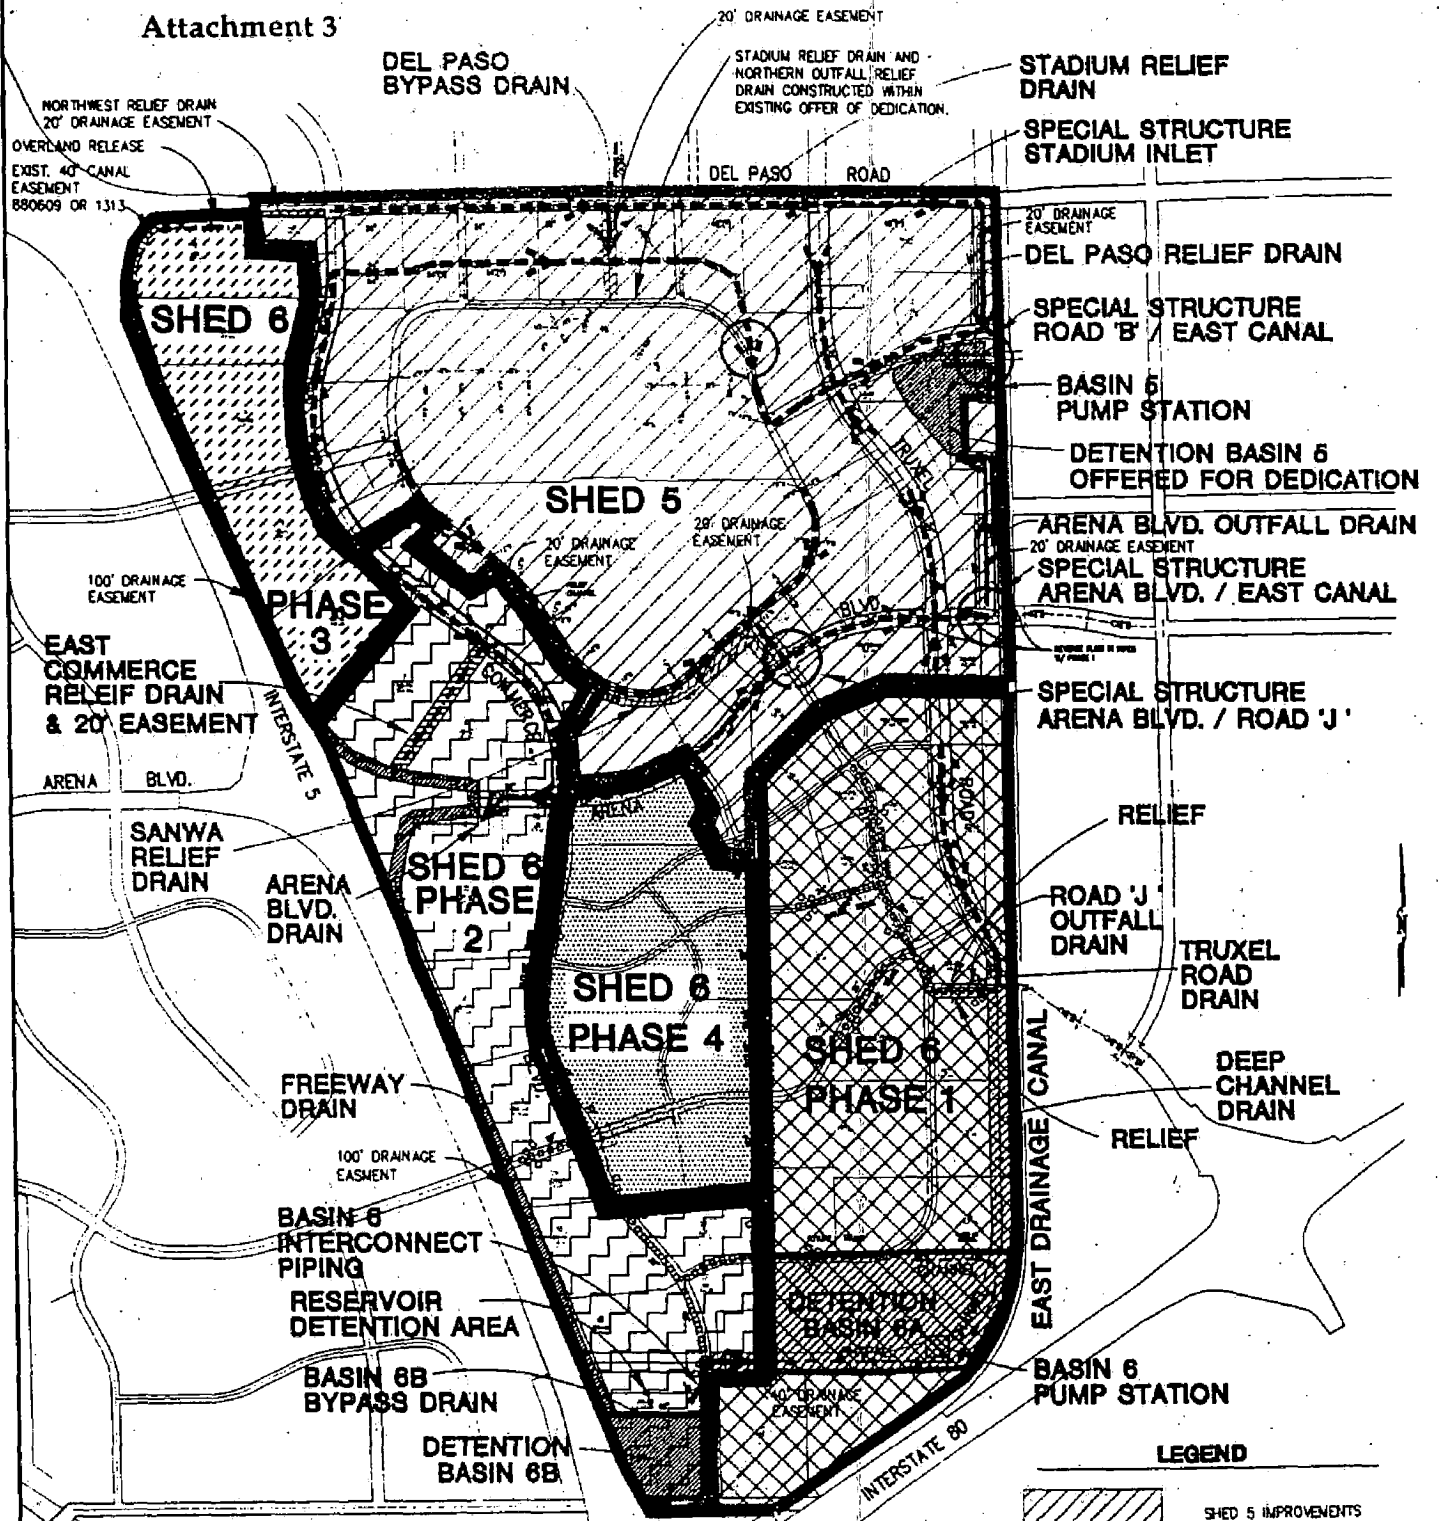 Attachment 3
20' DRAINAGE EASEMENT
DEL PASO
BYPASS DRAIN
STADIUM RELIEF DRAIN AND
NORTHERN OUTFALL RELIEF
DRAIN CONSTRUCTED WITHIN
EXISTING OFFER OF DEDICATION.
STADIUM RELIEF
DRAIN
NORTHWEST RELIEF DRAIN
20' DRAINAGE EASEMENT
OVERLAND RELEASE
EXIST. 40' CANAL
EASEMENT
880609 OR 1313
SPECIAL STRUCTURE
STADIUM INLET
DEL PASO ROAD
20' DRAINAGE
EASEMENT
DEL PASO RELIEF DRAIN
SHED 6
SPECIAL STRUCTURE
ROAD 'B' / EAST CANAL
BASIN 5
PUMP STATION
TRUXEL
DETENTION BASIN 5
OFFERED FOR DEDICATION
SHED 5
20' DRAINAGE
EASEMENT
20' DRAINAGE
EASEMENT
ARENA BLVD. OUTFALL DRAIN
20' DRAINAGE EASEMENT
SPECIAL STRUCTURE
ARENA BLVD. / EAST CANAL
100' DRAINAGE
EASEMENT
PHASE
3
BLVD.
EAST
COMMERCE
RELEIF DRAIN
& 20' EASEMENT
COMMERCE
INTERSTATE 5
SPECIAL STRUCTURE
ARENA BLVD. / ROAD 'J'
ARENA BLVD.
ARENA
ROAD
RELIEF
SANWA
RELIEF
DRAIN
ARENA
BLVD.
DRAIN
SHED 6
PHASE
2
ROAD 'J'
OUTFALL
DRAIN
TRUXEL
ROAD
DRAIN
SHED 6
PHASE 4
SHED 6
PHASE 1
EAST DRAINAGE CANAL
FREEWAY
DRAIN
DEEP
CHANNEL
DRAIN
RELIEF
100' DRAINAGE
EASMENT
BASIN 6
INTERCONNECT
PIPING
RESERVOIR
DETENTION AREA
DETENTION
BASIN 6A
BASIN 6B
BYPASS DRAIN
40' DRAINAGE
EASEMENT
BASIN 6
PUMP STATION
DETENTION
BASIN 6B
INTERSTATE 80
LEGEND
SHED 5 IMPROVEMENTS